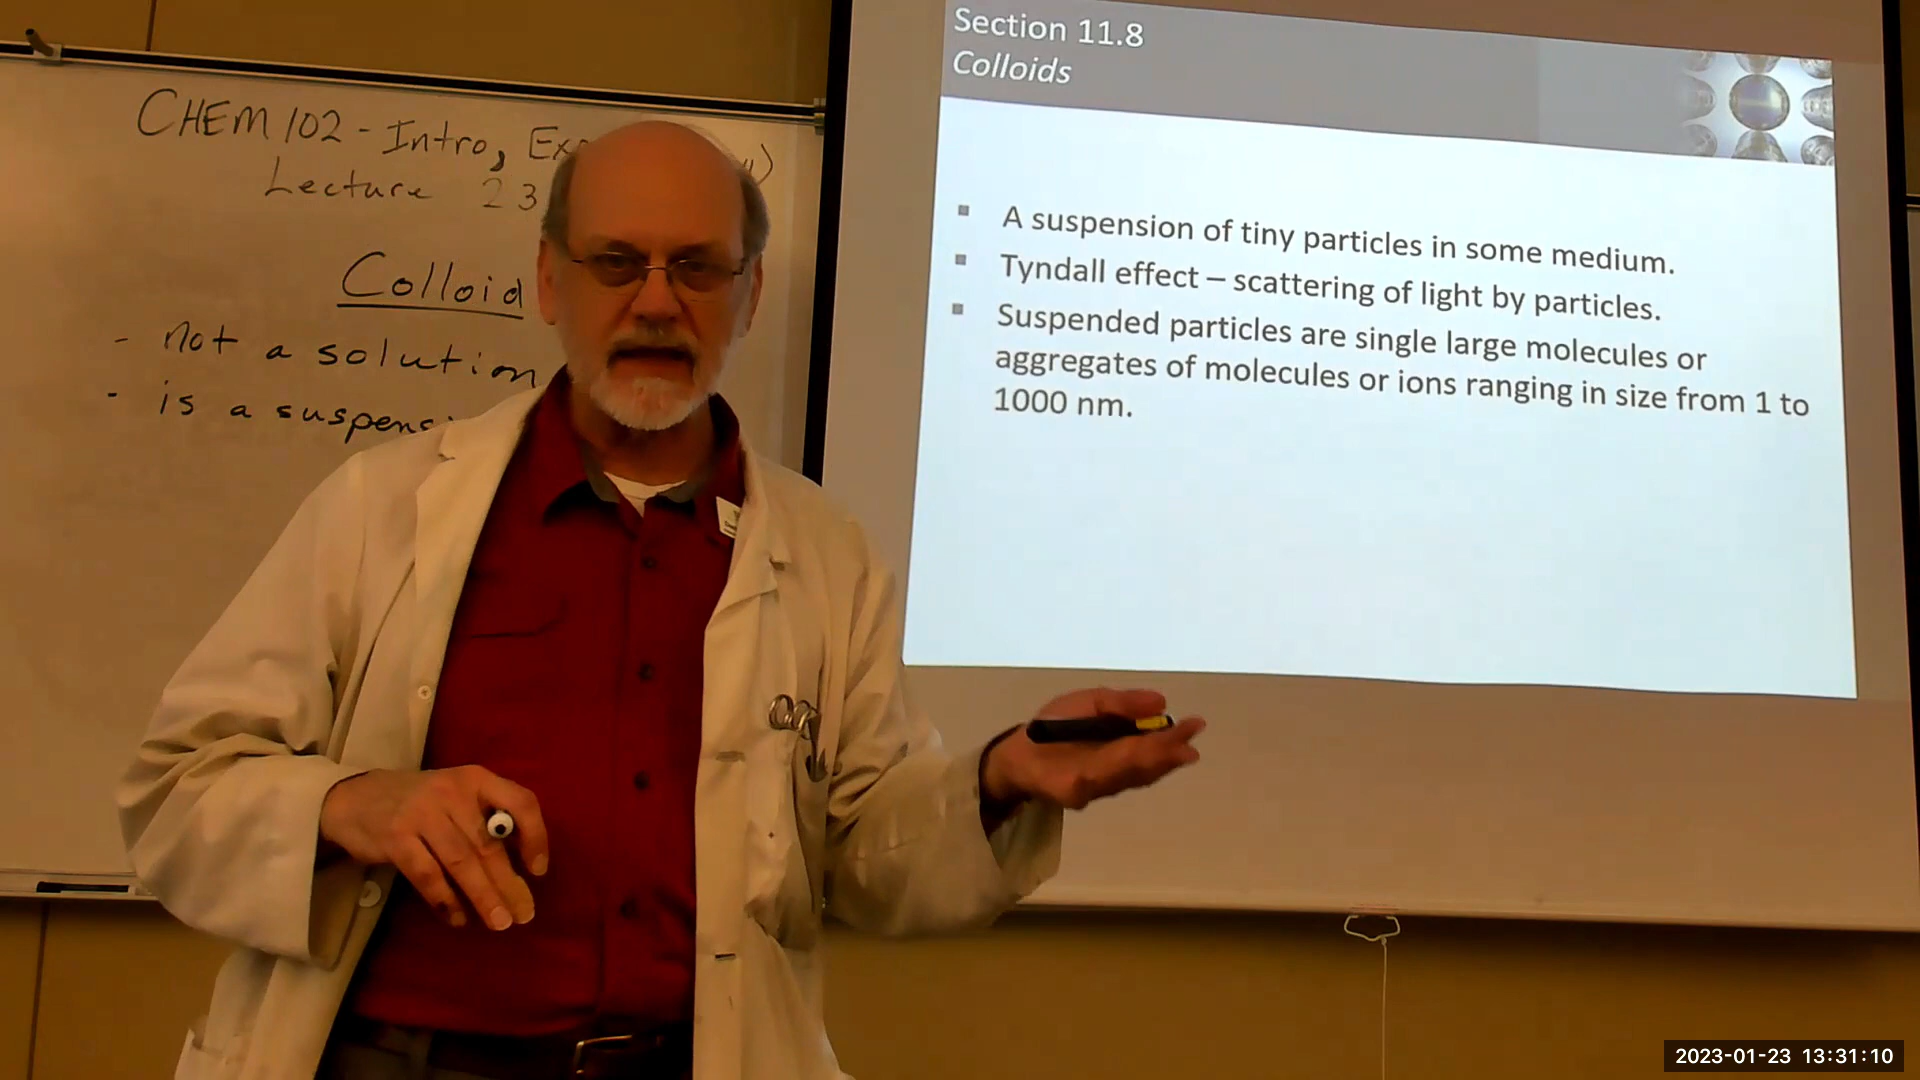 CHEM 102 - Intro,
Lecture 23
Colloid
- not a solution
- is a
Section 11.8
Colloids
▪ A suspension of tiny particles in some medium.
▪ Tyndall effect – scattering of light by particles.
▪ Suspended particles are single large molecules or
aggregates of molecules or ions ranging in size from 1 to
1000 nm.
2023-01-23 13:31:10